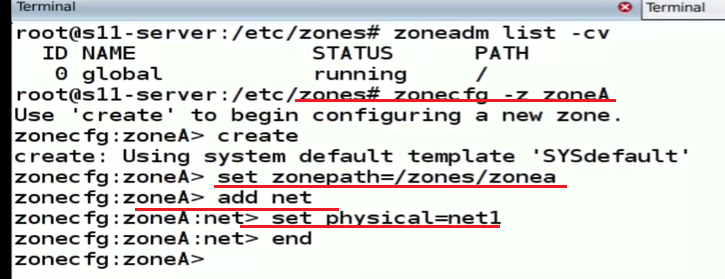 Terminal
Terminal
root@s11-server:/etc/zones# zoneadm list -cv
ID NAME STATUS PATH
0 global running /
root@s11-server:/etc/zones# zonecfg -z zoneA
Use 'create' to begin configuring a new zone.
zonecfg:zoneA> create
create: Using system default template 'SYSdefault'
zonecfg:zoneA> set zonepath=/zones/zonea
zonecfg:zoneA> add net
zonecfg:zoneA:net> set physical=net1
zonecfg:zoneA:net> end
zonecfg:zoneA>